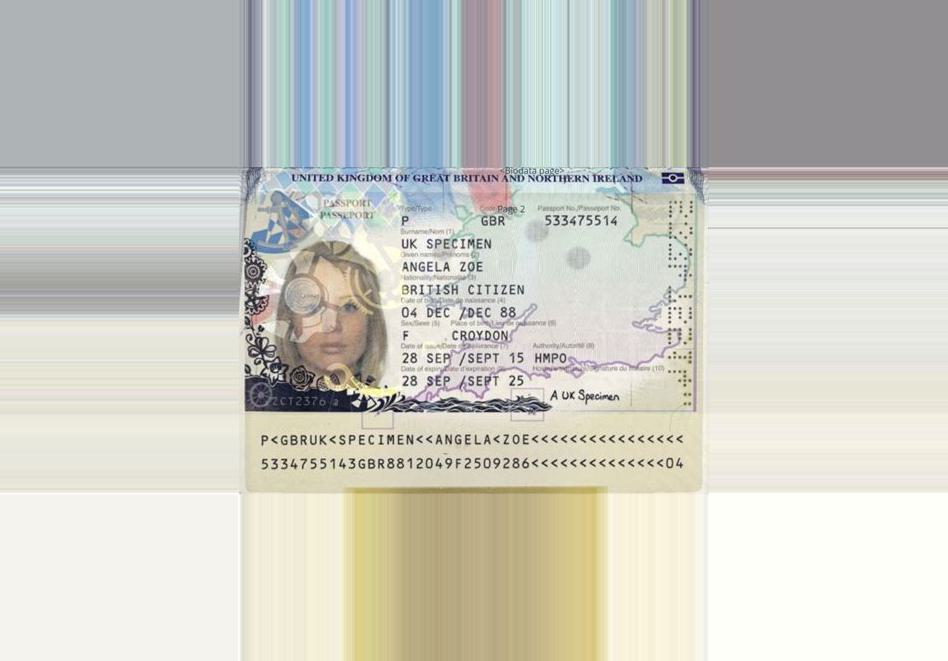 <Biodata page>
UNITED KINGDOM OF GREAT BRITAIN AND NORTHERN IRELAND
PASSPORT
PASSEPORT
Type/Type Code Page 2 Passport No./Passeport No.
P GBR 533475514
Surname/Nom (1)
UK SPECIMEN
Given names/Prénoms (2)
ANGELA ZOE
Nationality/Nationalité (3)
BRITISH CITIZEN
Date of birth/Date de naissance (4)
04 DEC /DEC 88
Sex/Sexe (5) Place of birth/Lieu de naissance (6)
F CROYDON
Date of issue/Date de délivrance (7) Authority/Autorité (8)
28 SEP /SEPT 15 HMPO
Date of expiry/Date d'expiration (9) Holder's signature/Signature du titulaire (10)
28 SEP /SEPT 25
A UK Specimen
ZCT2376
P<GBRUK<SPECIMEN<<ANGELA<ZOE<<<<<<<<<<<<<<<<
5334755143GBR8812049F2509286<<<<<<<<<<<<<<04